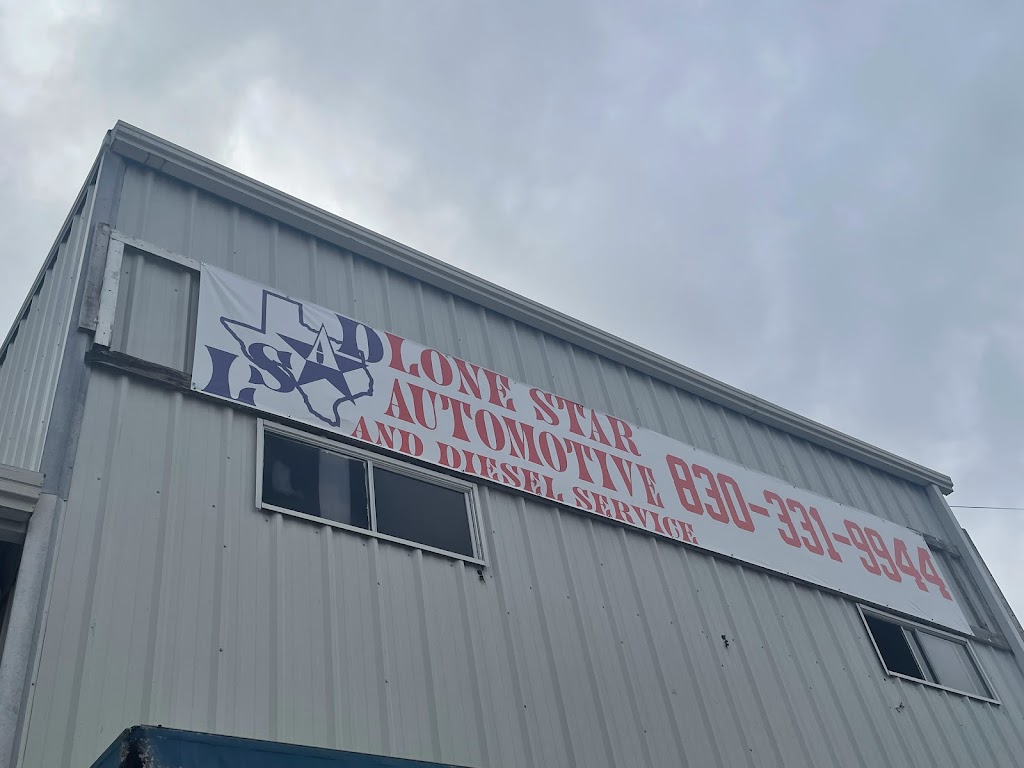 LSAD
LONE STAR
AUTOMOTIVE
AND DIESEL SERVICE
830-331-9944